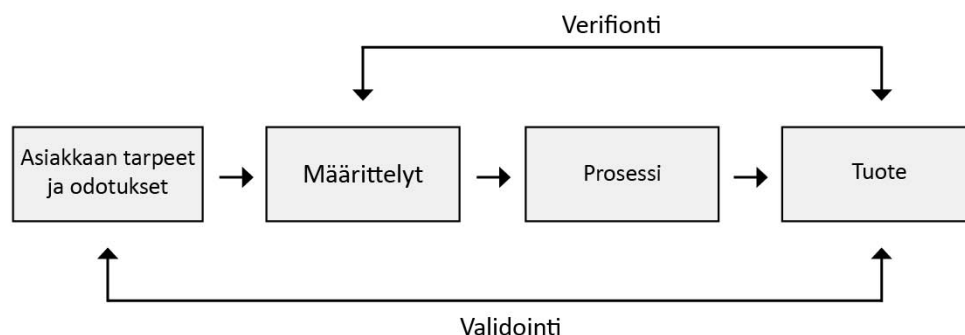 Verifionti
Asiakkaan tarpeet
ja odotukset
Määrittelyt
Prosessi
Tuote
Validointi